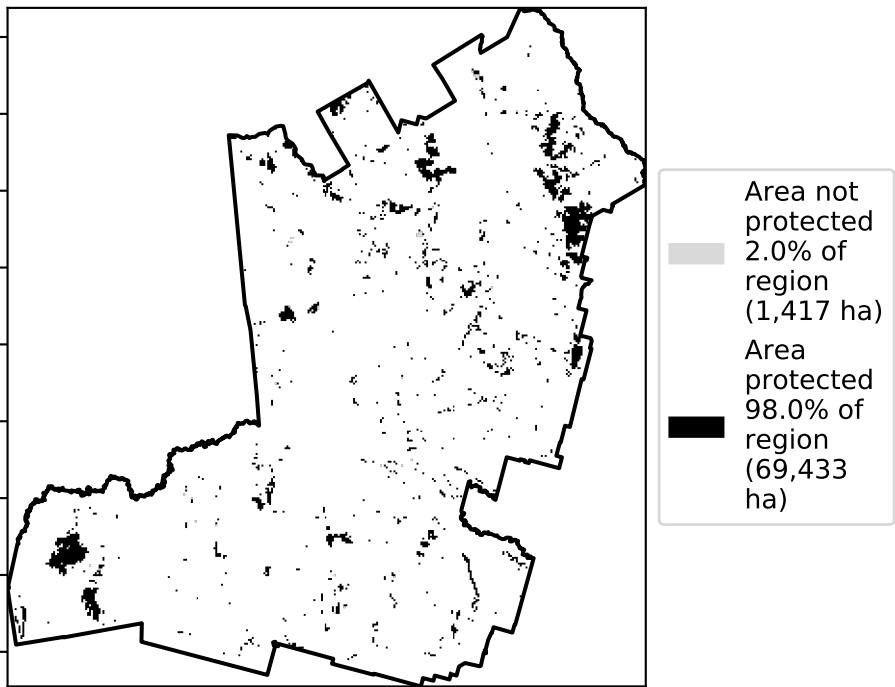 Area not
protected
2.0% of
region
(1,417 ha)
Area
protected
98.0% of
region
(69,433
ha)